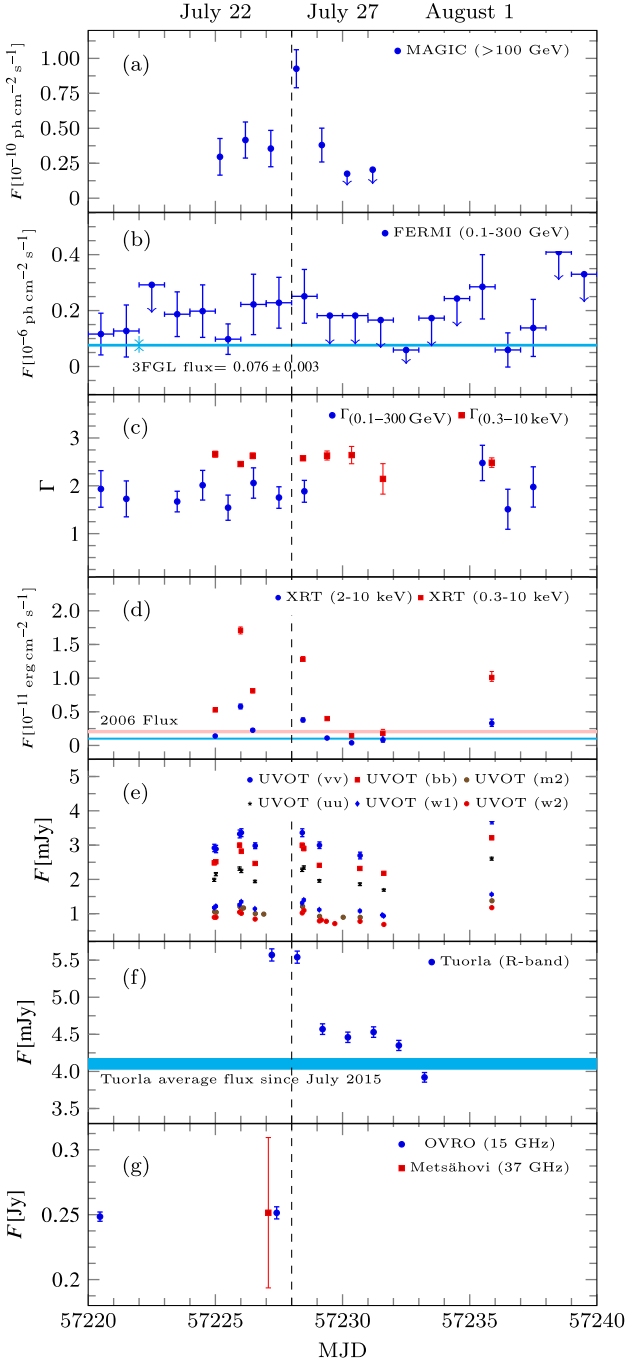 July 22 July 27 August 1
(a) MAGIC (>100 GeV)
1.00
0.75
0.50
0.25
0
F[10⁻¹⁰ ph cm⁻² s⁻¹]
(b) FERMI (0.1-300 GeV)
0.4
0.2
0
F[10⁻⁶ ph cm⁻² s⁻¹]
3FGL flux= 0.076 ± 0.003
(c) Γ(0.1−300 GeV) Γ(0.3−10 keV)
3
2
1
Γ
(d) XRT (2-10 keV) XRT (0.3-10 keV)
2.0
1.5
1.0
0.5
0
F[10⁻¹¹ erg cm⁻² s⁻¹]
2006 Flux
(e) UVOT (vv) UVOT (bb) UVOT (m2)
UVOT (uu) UVOT (w1) UVOT (w2)
5
4
3
2
1
F[mJy]
(f) Tuorla (R-band)
5.5
5.0
4.5
4.0
3.5
F[mJy]
Tuorla average flux since July 2015
(g) OVRO (15 GHz)
Metsähovi (37 GHz)
0.3
0.25
0.2
F[Jy]
57220 57225 57230 57235 57240
MJD